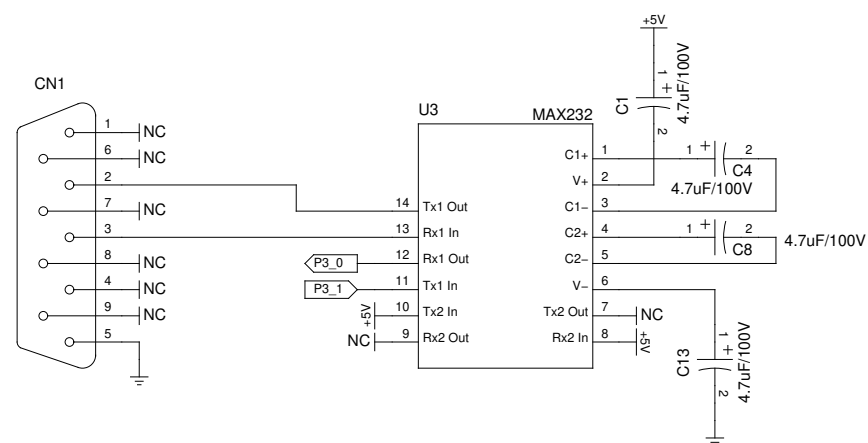 +5V
CN1
1
NC
6
NC
2
7
NC
3
8
NC
4
NC
9
NC
5
U3
MAX232
14 Tx1 Out
13 Rx1 In
12 Rx1 Out
11 Tx1 In
10 Tx2 In
9 Rx2 Out
P3_0
P3_1
+5V
NC
C1+ 1
V+ 2
C1− 3
C2+ 4
C2− 5
V− 6
Tx2 Out 7 NC
Rx2 In 8 +5V
1
+
2
C1
4.7uF/100V
1 + 2
C4
4.7uF/100V
1 + 2
C8
4.7uF/100V
1
+
2
C13
4.7uF/100V